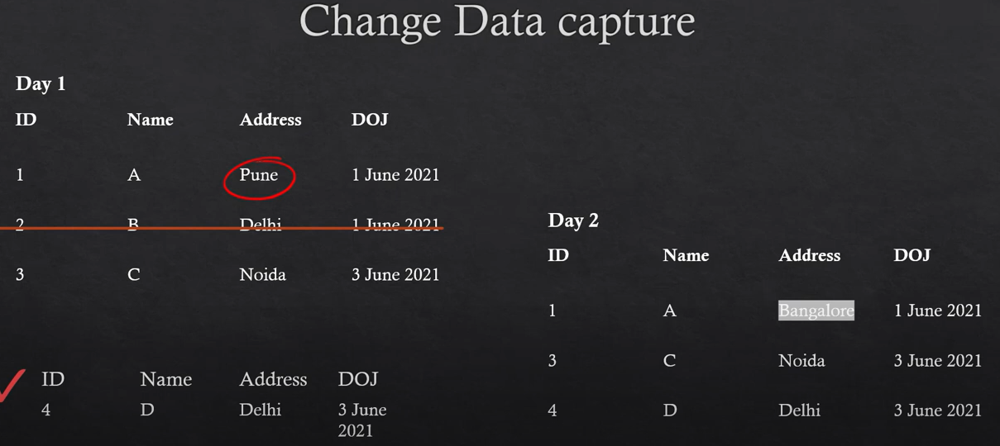 Change Data capture
Day 1
ID Name Address DOJ
1 A Pune 1 June 2021
2 B Delhi 1 June 2021
3 C Noida 3 June 2021
ID Name Address DOJ
4 D Delhi 3 June
2021
Day 2
ID Name Address DOJ
1 A Bangalore 1 June 2021
3 C Noida 3 June 2021
4 D Delhi 3 June 2021